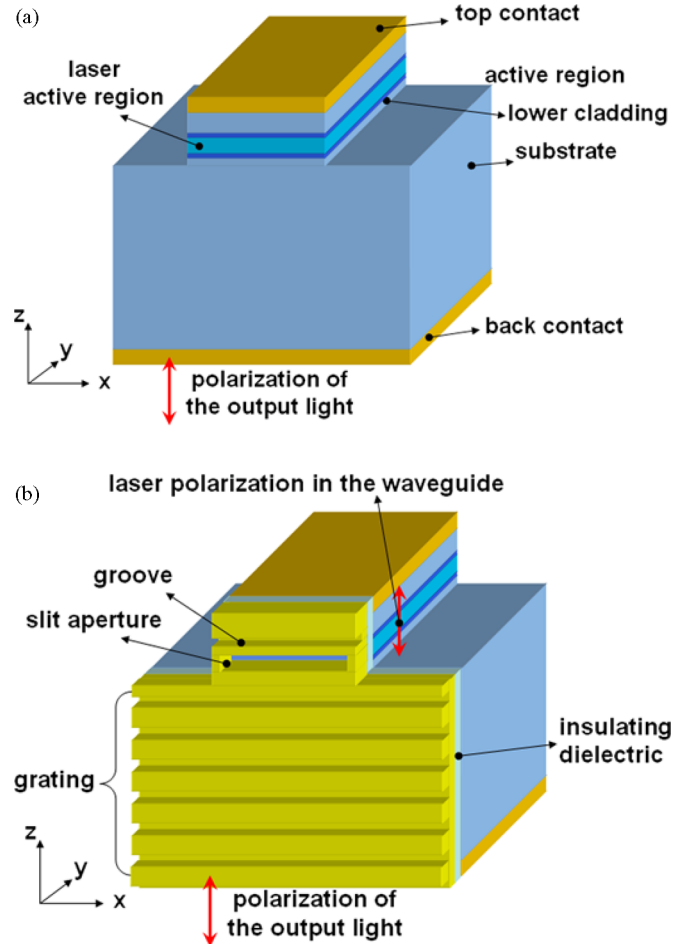 (a)
top contact
laser
active region
active region
lower cladding
substrate
z
y
x
back contact
polarization of
the output light
(b)
laser polarization in the waveguide
groove
slit aperture
insulating
dielectric
grating
z
y
x
polarization of
the output light